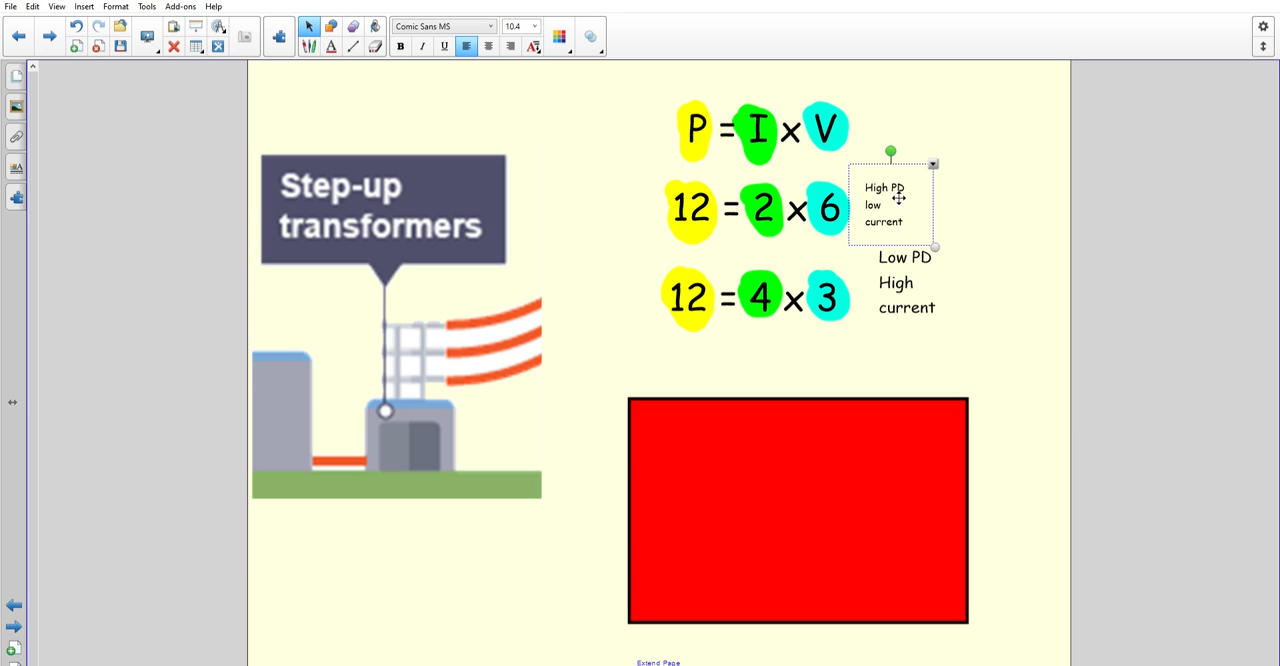 File Edit View Insert Format Tools Add-ons Help
Comic Sans MS 10.4
B I U A
Step-up
transformers
P = I x V
12 = 2 x 6
High PD
low
current
12 = 4 x 3
Low PD
High
current
Extend Page